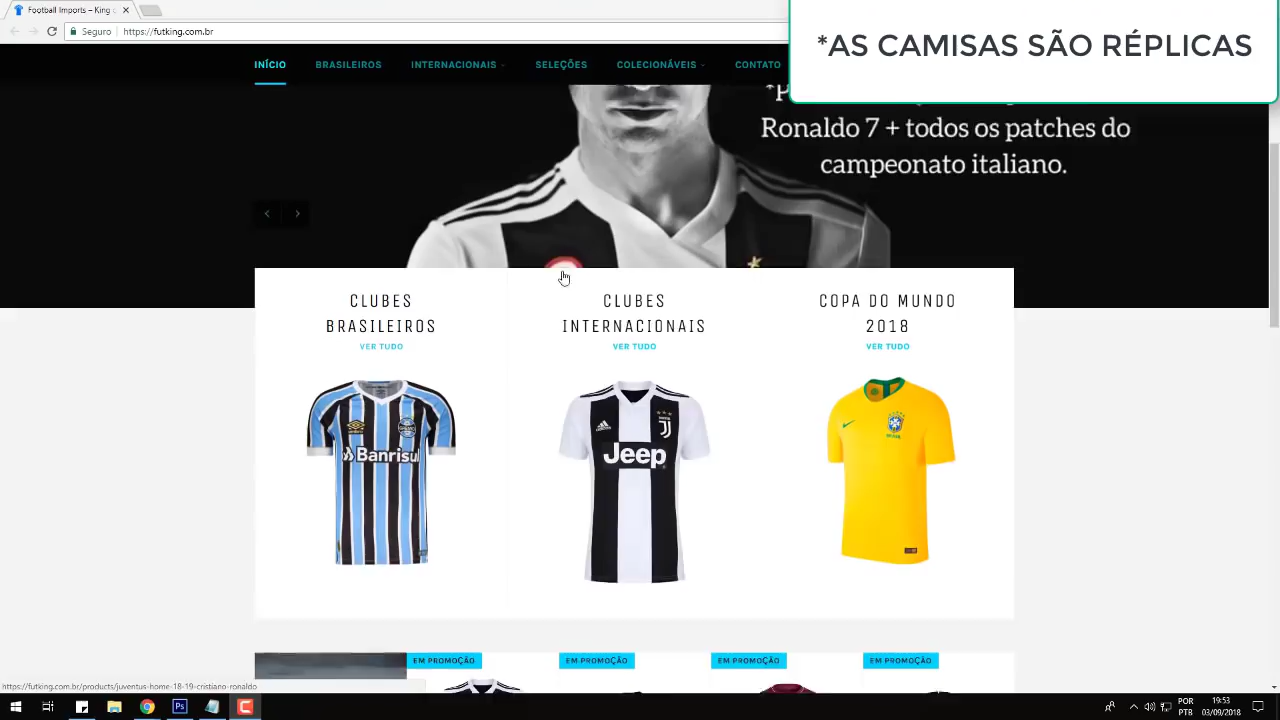 Football Imports – King
Seguro
https://futking.com.br
*AS CAMISAS SÃO RÉPLICAS
INÍCIO
BRASILEIROS
INTERNACIONAIS
SELEÇÕES
COLECIONÁVEIS
CONTATO
Ronaldo 7 + todos os patches do
campeonato italiano.
CLUBES
BRASILEIROS
VER TUDO
CLUBES
INTERNACIONAIS
VER TUDO
COPA DO MUNDO
2018
VER TUDO
Banrisul
Jeep
adidas
EM PROMOÇÃO
EM PROMOÇÃO
EM PROMOÇÃO
EM PROMOÇÃO
https://futking.com.br/products/juventus-home-18-19-cristiano-ronaldo
POR
PTB
19:53
03/09/2018